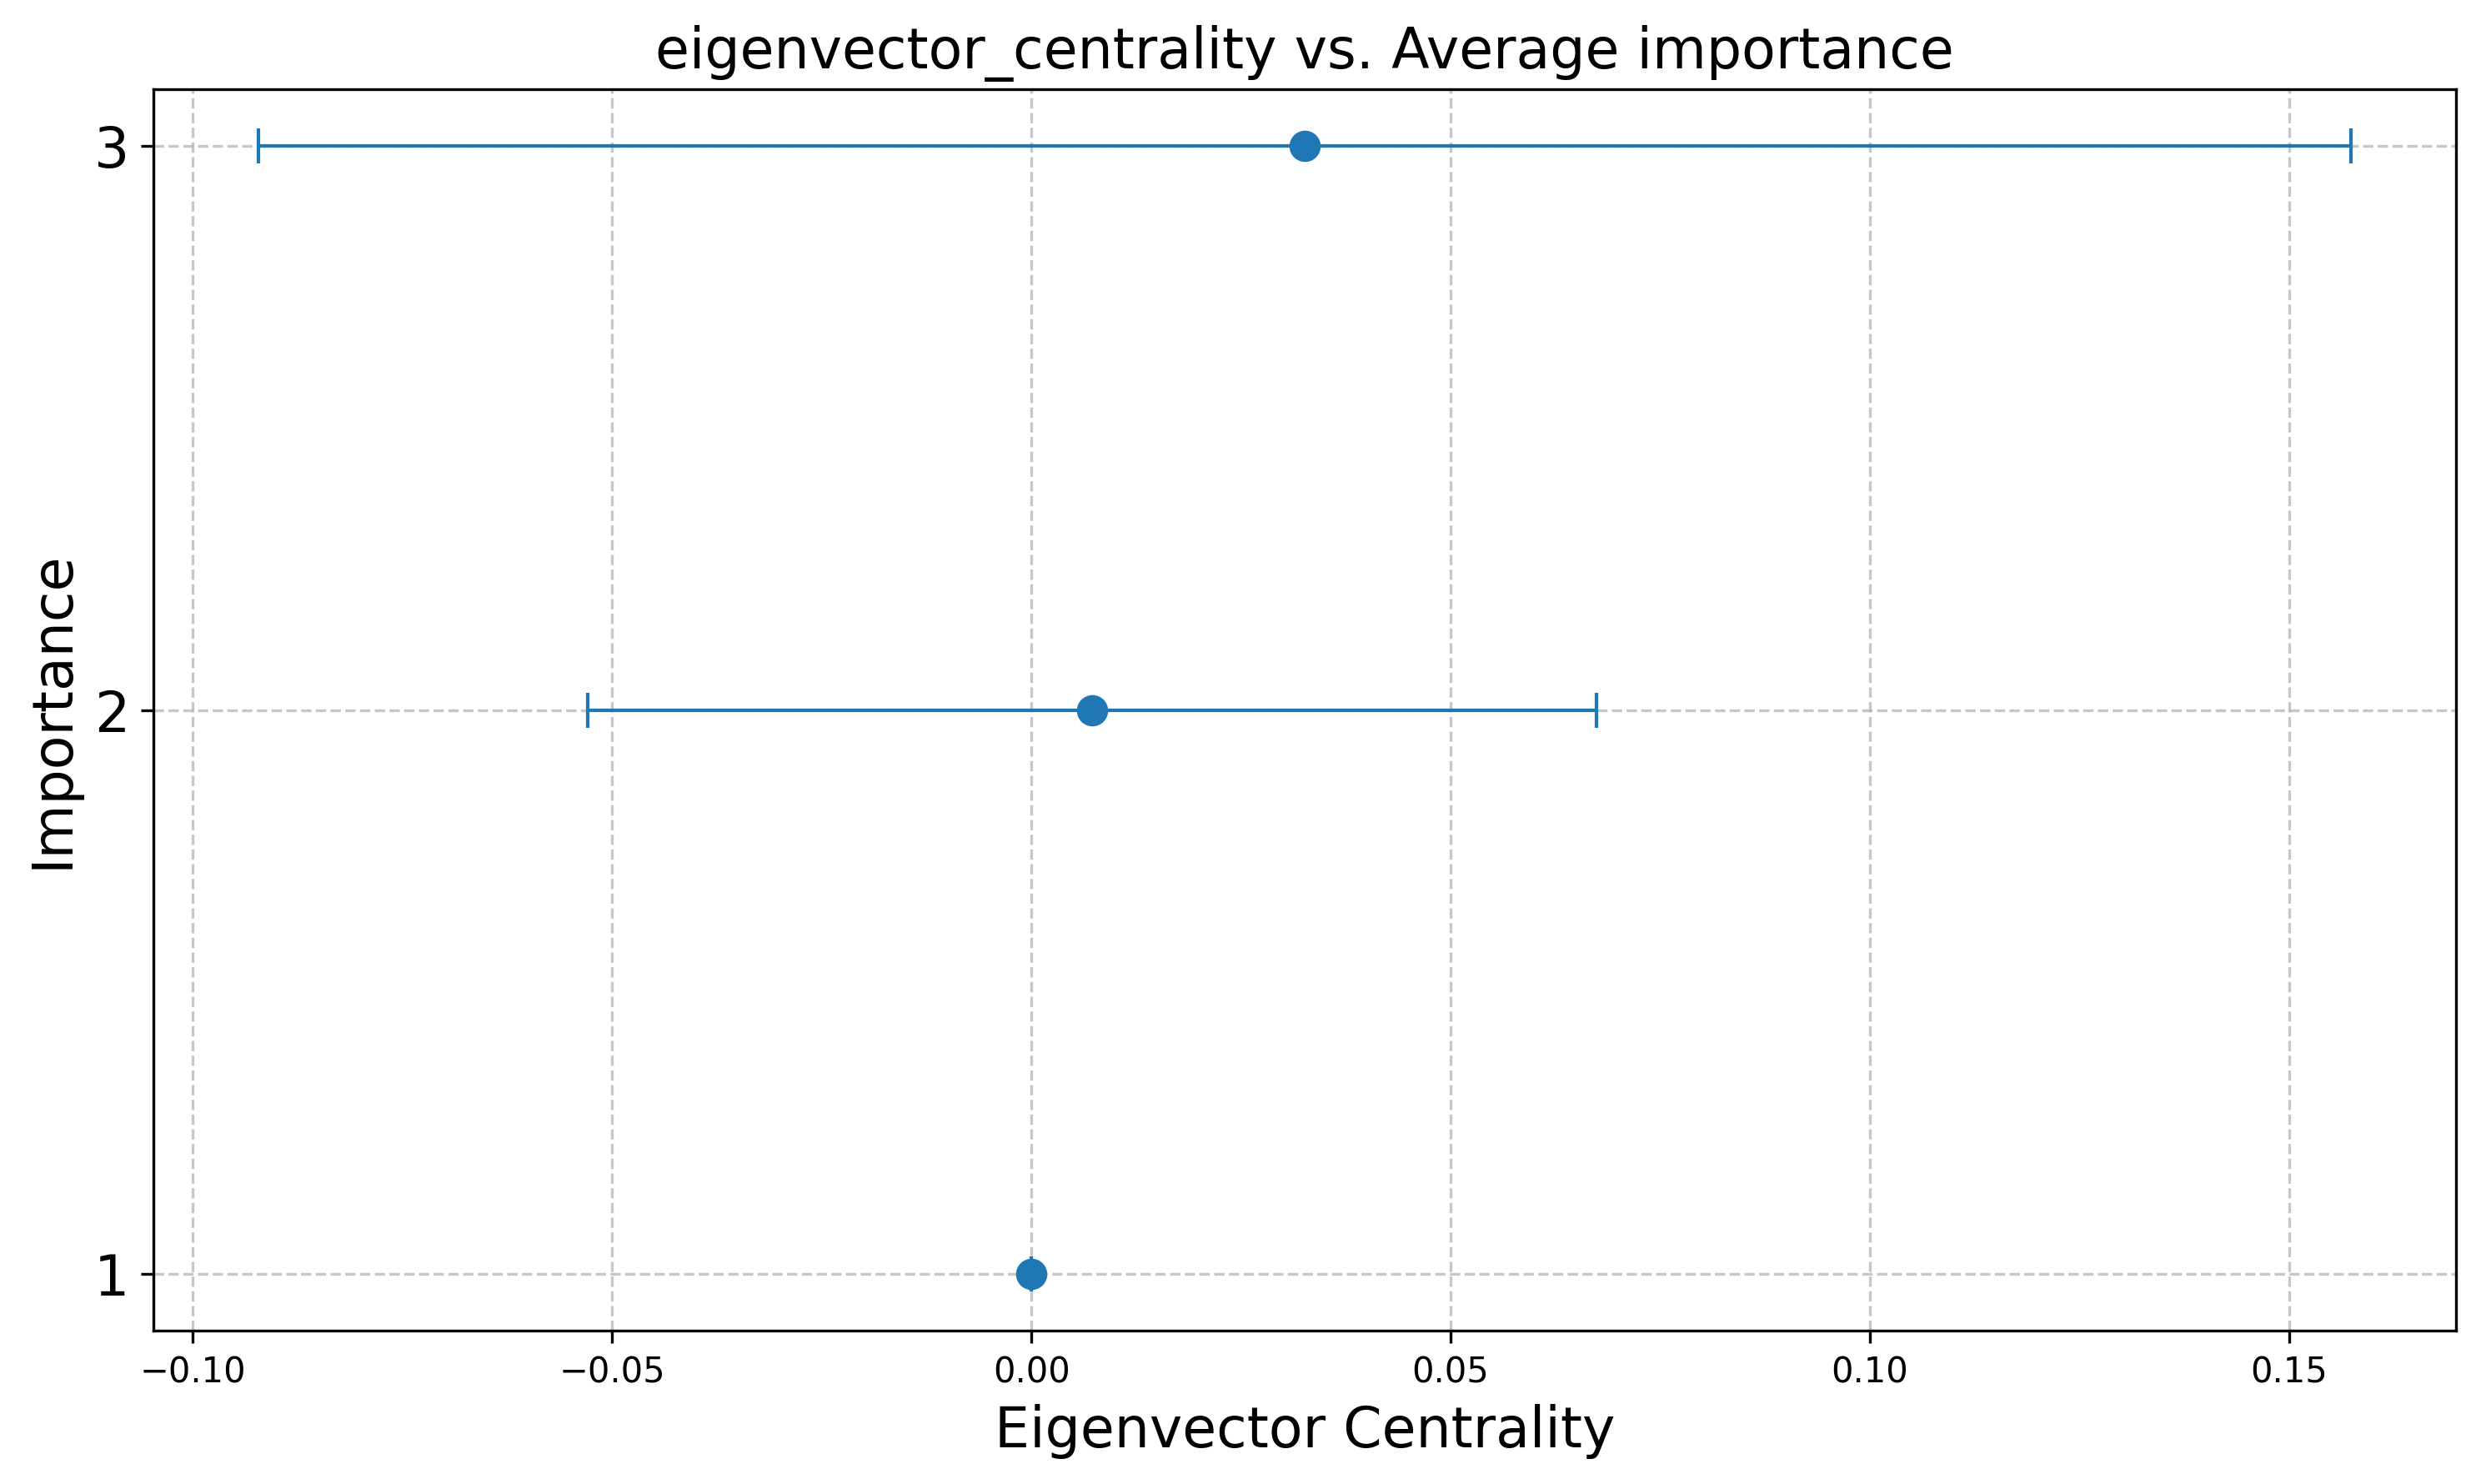 eigenvector_centrality vs. Average importance
3
2
1
Importance
−0.10 −0.05 0.00 0.05 0.10 0.15
Eigenvector Centrality